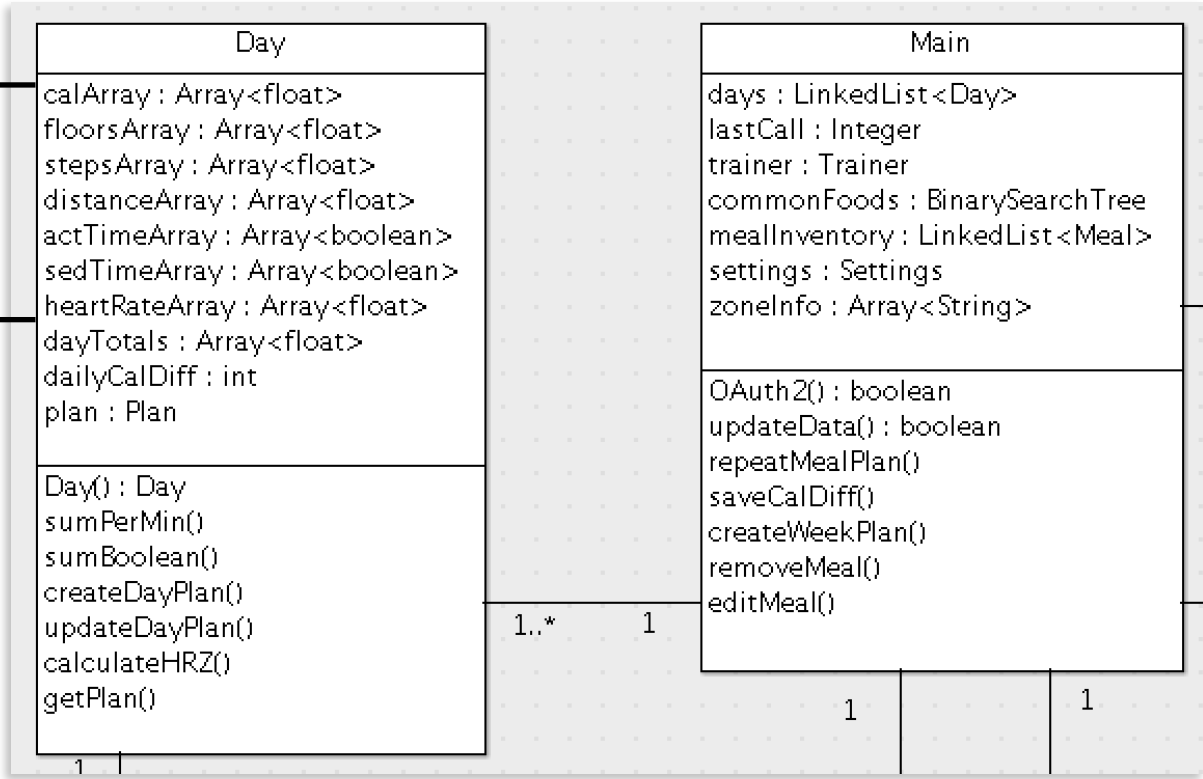 Day
calArray : Array<float>
floorsArray : Array<float>
stepsArray : Array<float>
distanceArray : Array<float>
actTimeArray : Array<boolean>
sedTimeArray : Array<boolean>
heartRateArray : Array<float>
dayTotals : Array<float>
dailyCalDiff : int
plan : Plan
Day() : Day
sumPerMin()
sumBoolean()
createDayPlan()
updateDayPlan()
calculateHRZ()
getPlan()
1
1..*
1
Main
days : LinkedList<Day>
lastCall : Integer
trainer : Trainer
commonFoods : BinarySearchTree
mealInventory : LinkedList<Meal>
settings : Settings
zoneInfo : Array<String>
OAuth2() : boolean
updateData() : boolean
repeatMealPlan()
saveCalDiff()
createWeekPlan()
removeMeal()
editMeal()
1
1